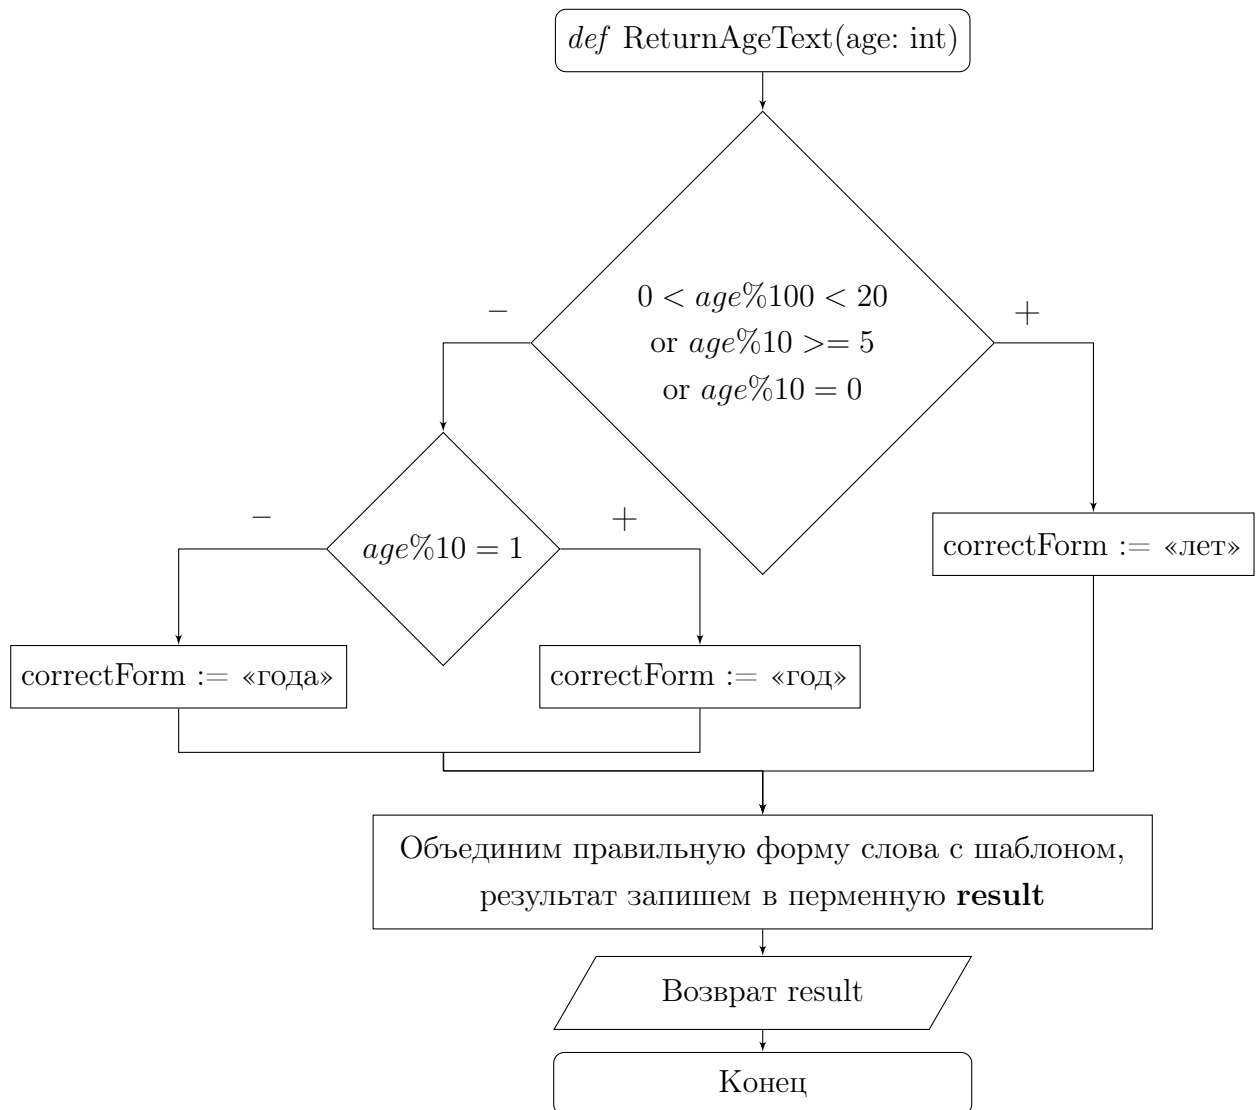 def ReturnAgeText(age: int)
0 < age%100 < 20
or age%10 >= 5
or age%10 = 0
−
+
age%10 = 1
−
+
correctForm := «лет»
correctForm := «года»
correctForm := «год»
Объединим правильную форму слова с шаблоном,
результат запишем в перменную result
Возврат result
Конец